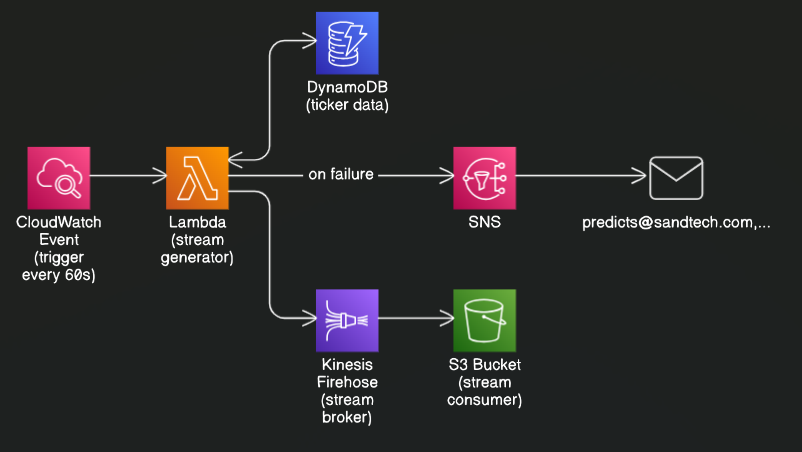 DynamoDB
(ticker data)
on failure
CloudWatch
Event
(trigger
every 60s)
Lambda
(stream
generator)
SNS
predicts@sandtech.com,...
Kinesis
Firehose
(stream
broker)
S3 Bucket
(stream
consumer)